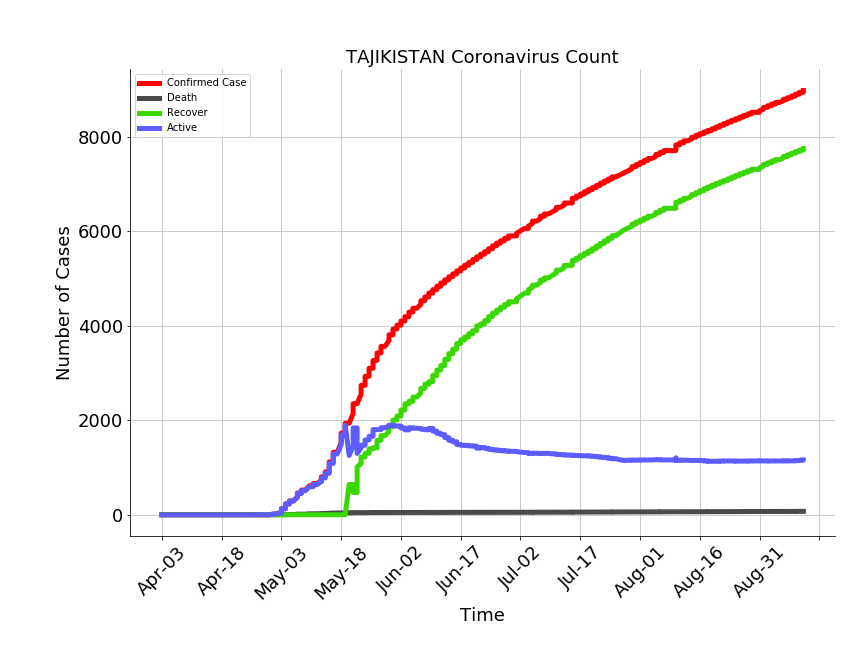 TAJIKISTAN Coronavirus Count
Confirmed Case
Death
Recover
Active
Number of Cases
8000
6000
4000
2000
0
Apr-03
Apr-18
May-03
May-18
Jun-02
Jun-17
Jul-02
Jul-17
Aug-01
Aug-16
Aug-31
Time